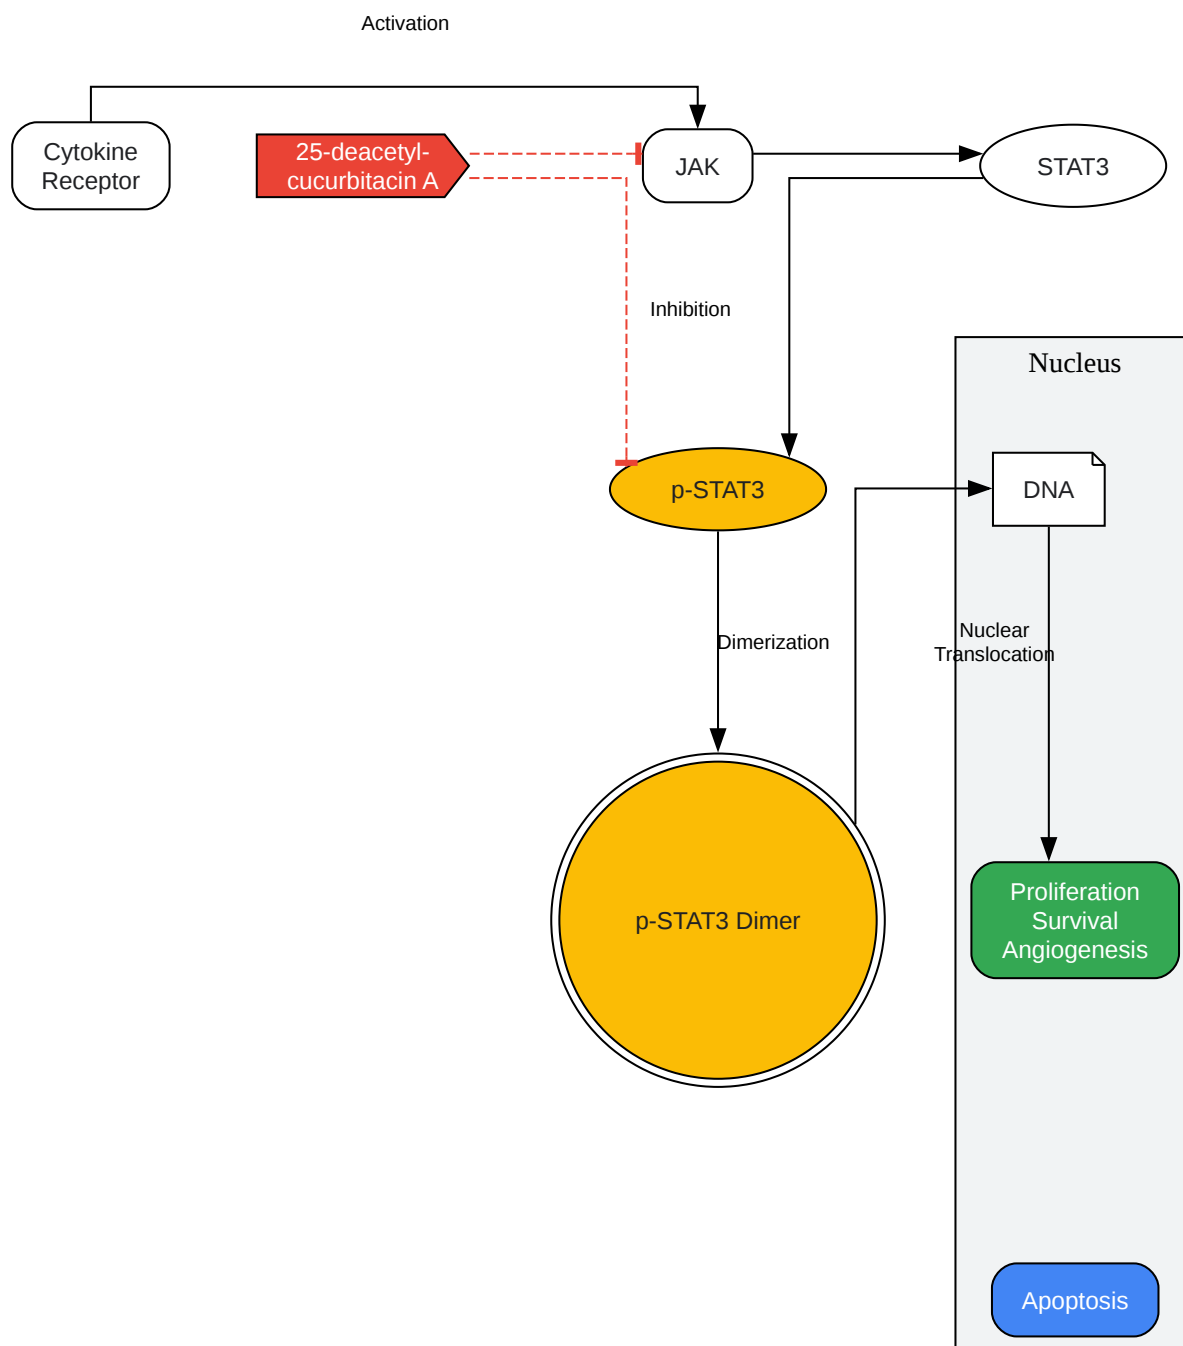 Activation
Cytokine
Receptor
25-deacetyl-
cucurbitacin A
JAK
STAT3
Inhibition
Nucleus
p-STAT3
DNA
Dimerization
Nuclear
Translocation
p-STAT3 Dimer
Proliferation
Survival
Angiogenesis
Apoptosis